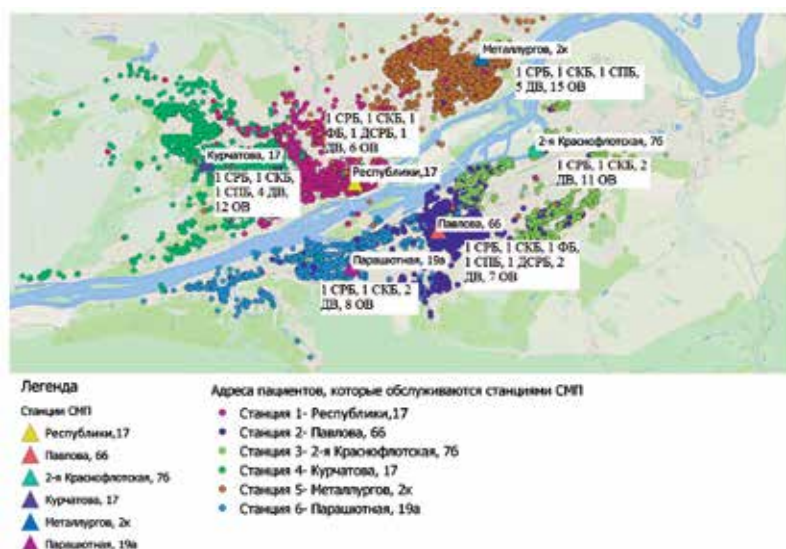 Металлургов, 2к
1 СРБ, 1 СКБ, 1 СПБ,
5 ДВ, 15 ОВ
1 СРБ, 1 СКБ, 1
ФБ, 1 ДСРБ, 1
ДВ, 6 ОВ
2-я Краснофлотская, 7б
1 СРБ, 1 СКБ, 2
ДВ, 11 ОВ
Курчатова, 17
1 СРБ, 1 СКБ,
1 СПБ, 4 ДВ,
12 ОВ
Республики,17
Павлова, 66
1 СРБ, 1 СКБ, 1 ФБ,
1 СПБ, 1 ДСРБ, 2
ДВ, 7 ОВ
Парашютная, 19а
1 СРБ, 1 СКБ, 2
ДВ, 8 ОВ
Легенда
Станции СМП
Республики,17
Павлова, 66
2-я Краснофлотская, 7б
Курчатова, 17
Металлургов, 2к
Парашютная, 19а
Адреса пациентов, которые обслуживаются станциями СМП
Станция 1- Республики,17
Станция 2- Павлова, 66
Станция 3- 2-я Краснофлотская, 7б
Станция 4- Курчатова, 17
Станция 5- Металлургов, 2к
Станция 6- Парашютная, 19а